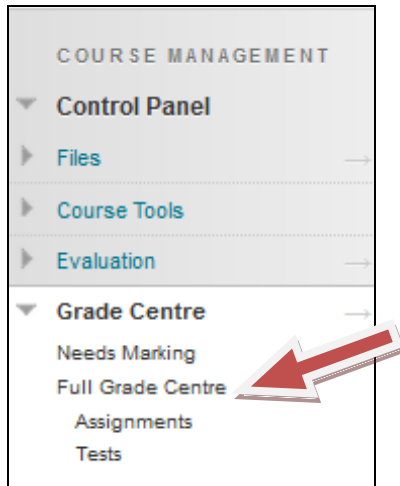 COURSE MANAGEMENT
Control Panel
Files
Course Tools
Evaluation
Grade Centre
Needs Marking
Full Grade Centre
Assignments
Tests